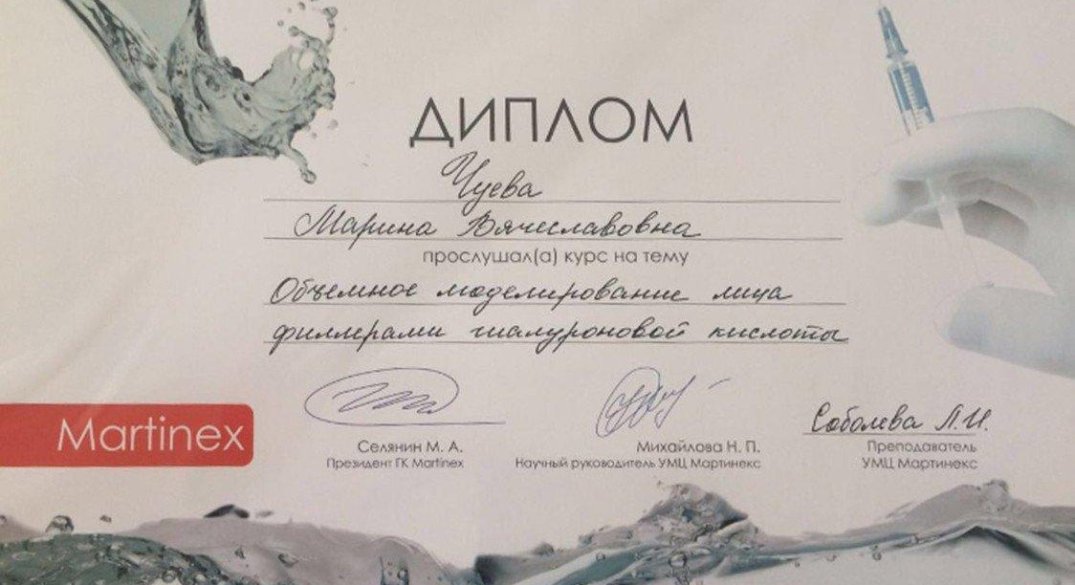 ДИПЛОМ
Чуева
Марина Вячеславовна
прослушал(а) курс на тему
Объемное моделирование лица
филлерами гиалуроновой кислоты
Martinex
Селянин М. А.
Президент ГК Martinex
Михайлова Н. П.
Научный руководитель УМЦ Мартинекс
Соболева Л.И.
Преподаватель
УМЦ Мартинекс